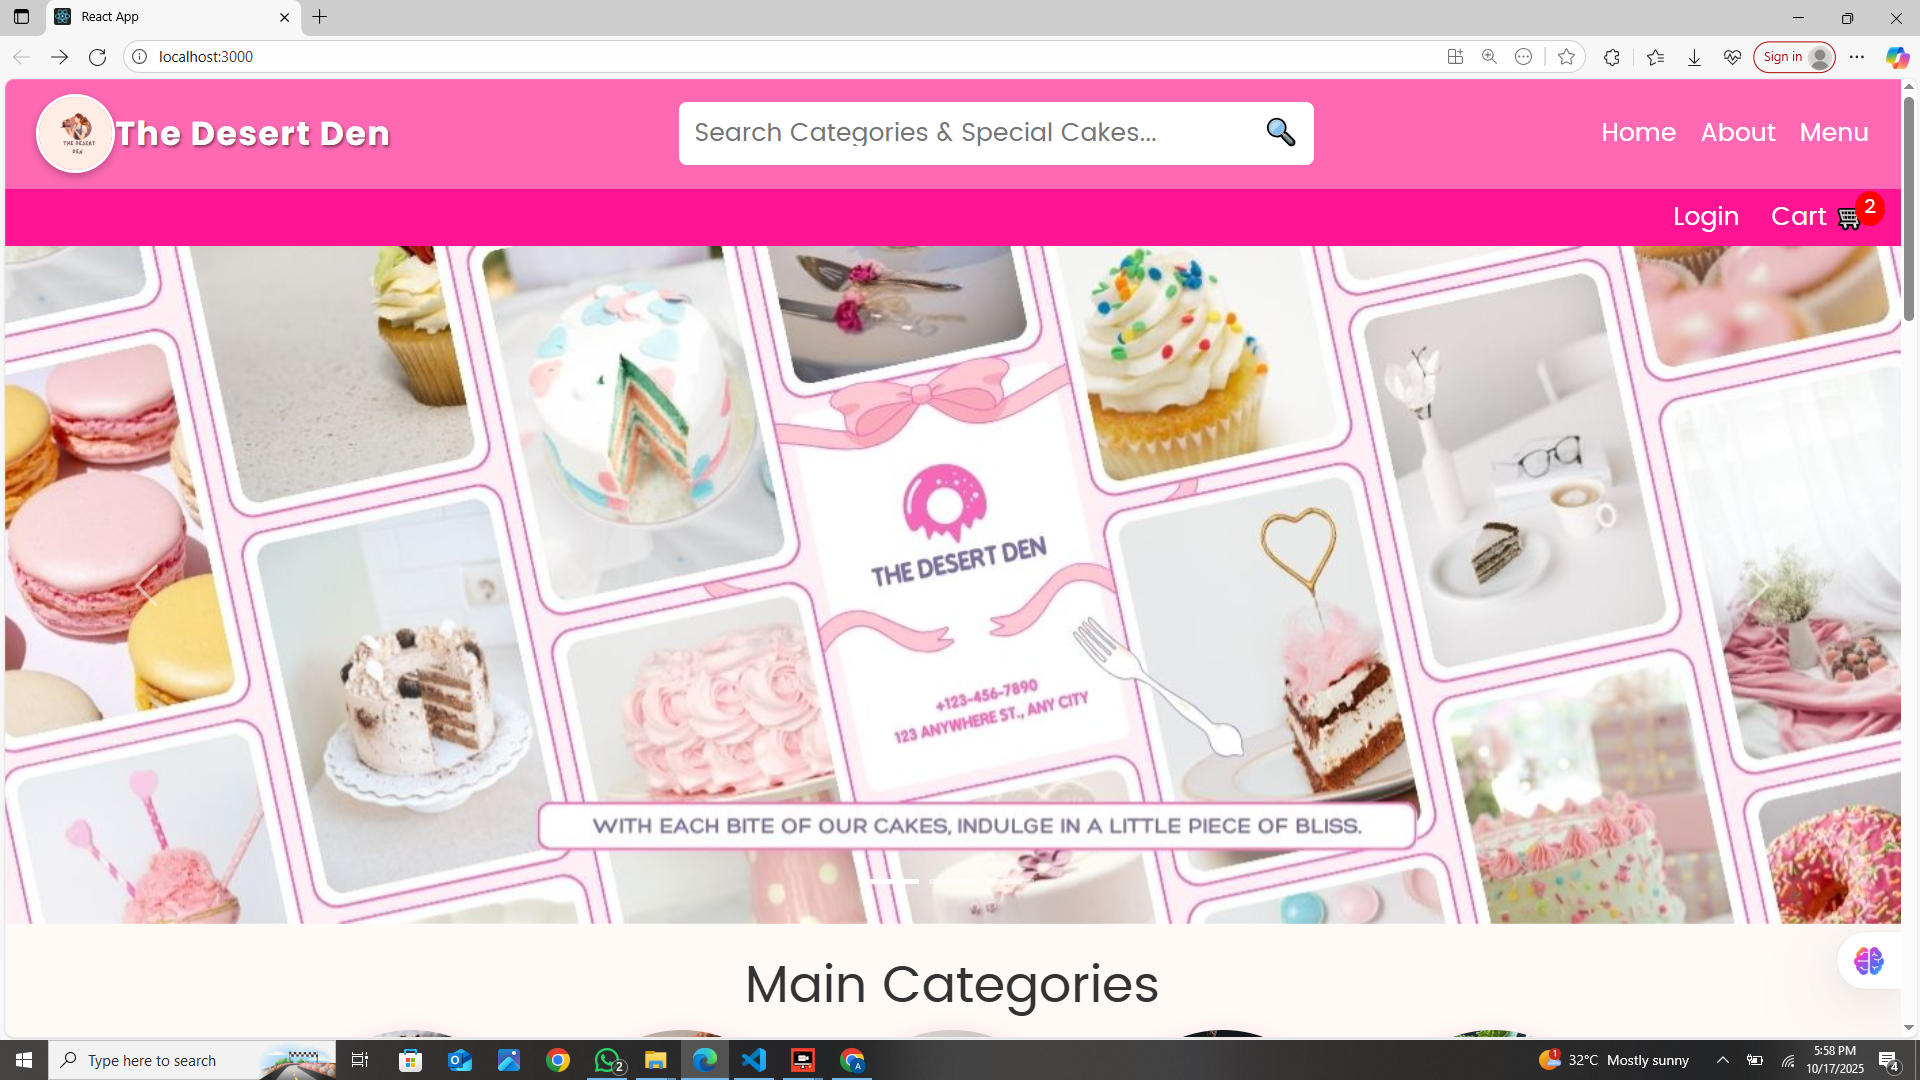 React App
localhost:3000
Sign in
THE DESERT
DEN
The Desert Den
Search Categories & Special Cakes...
Home About Menu
Login Cart 2
THE DESERT DEN
+123-456-7890
123 ANYWHERE ST., ANY CITY
WITH EACH BITE OF OUR CAKES, INDULGE IN A LITTLE PIECE OF BLISS.
Main Categories
Type here to search
2
A
1
32°C Mostly sunny
5:58 PM
10/17/2025
4